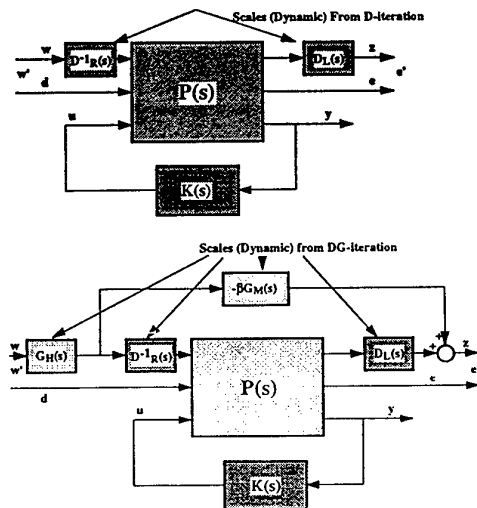 Scales (Dynamic) From D-iteration
w D⁻¹R(s) P(s) DL(s) z
w' d e e'
u y
K(s)
Scales (Dynamic) from DG-iteration
-βGM(s)
w GH(s) D⁻¹R(s) P(s) DL(s) + + z
w' d e e
u y
K(s)